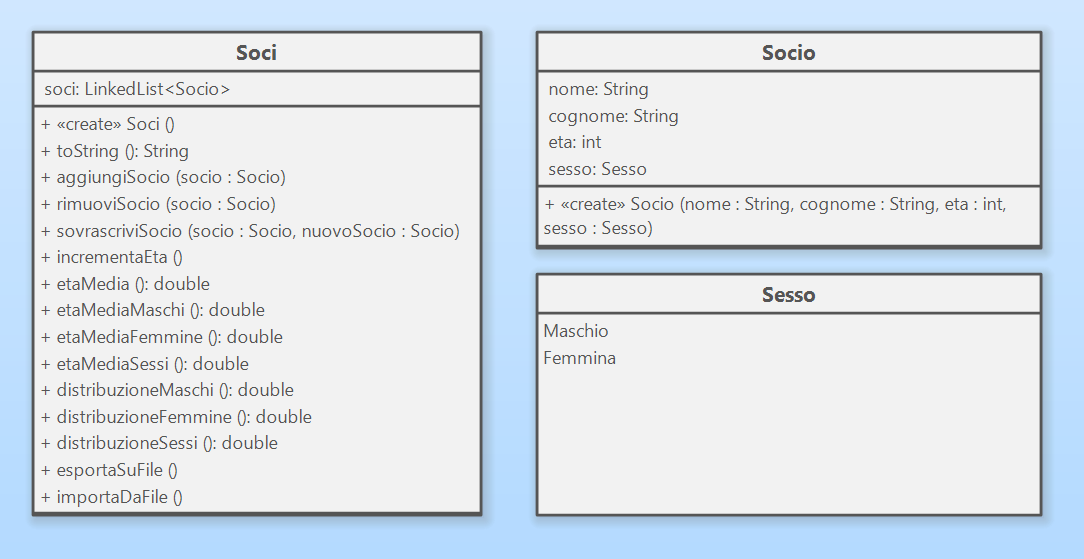 Soci
soci: LinkedList<Socio>
+ «create» Soci ()
+ toString (): String
+ aggiungiSocio (socio : Socio)
+ rimuoviSocio (socio : Socio)
+ sovrascriviSocio (socio : Socio, nuovoSocio : Socio)
+ incrementaEta ()
+ etaMedia (): double
+ etaMediaMaschi (): double
+ etaMediaFemmine (): double
+ etaMediaSessi (): double
+ distribuzioneMaschi (): double
+ distribuzioneFemmine (): double
+ distribuzioneSessi (): double
+ esportaSuFile ()
+ importaDaFile ()
Socio
nome: String
cognome: String
eta: int
sesso: Sesso
+ «create» Socio (nome : String, cognome : String, eta : int,
sesso : Sesso)
Sesso
Maschio
Femmina